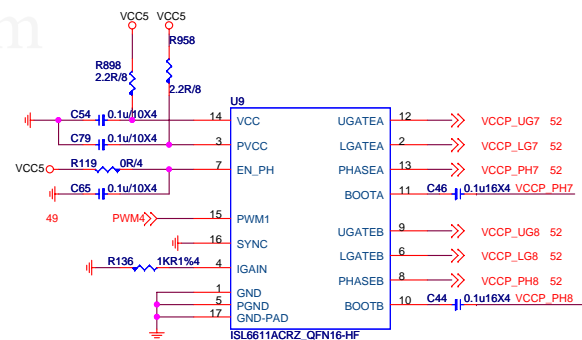 VCC5 VCC5
R958
R898
2.2R/8
2.2R/8
U9
C54 0.1u/10X4 14 VCC UGATEA 12 VCCP_UG7 52
C79 0.1u/10X4 3 PVCC LGATEA 2 VCCP_LG7 52
VCC5 R119 0R/4 7 EN_PH PHASEA 13 VCCP_PH7 52
C65 0.1u/10X4 BOOTA 11 C46 0.1u16X4 VCCP_PH7
49 PWM4 15 PWM1 UGATEB 9 VCCP_UG8 52
16 SYNC LGATEB 6 VCCP_LG8 52
R136 1KR1%4 4 IGAIN PHASEB 8 VCCP_PH8 52
1 GND
5 PGND BOOTB 10 C44 0.1u16X4 VCCP_PH8
17 GND-PAD
ISL6611ACRZ_QFN16-HF